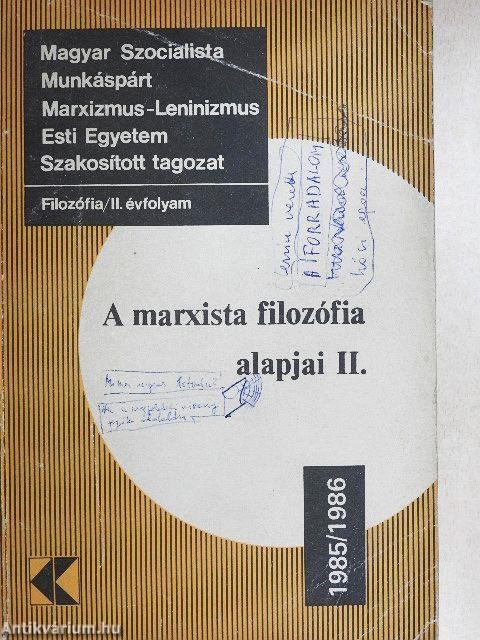 Magyar Szocialista
Munkáspárt
Marxizmus-Leninizmus
Esti Egyetem
Szakosított tagozat
Filozófia/II. évfolyam
A FORRADALOM
A marxista filozófia
alapjai II.
1985/1986
Antikvárium.hu